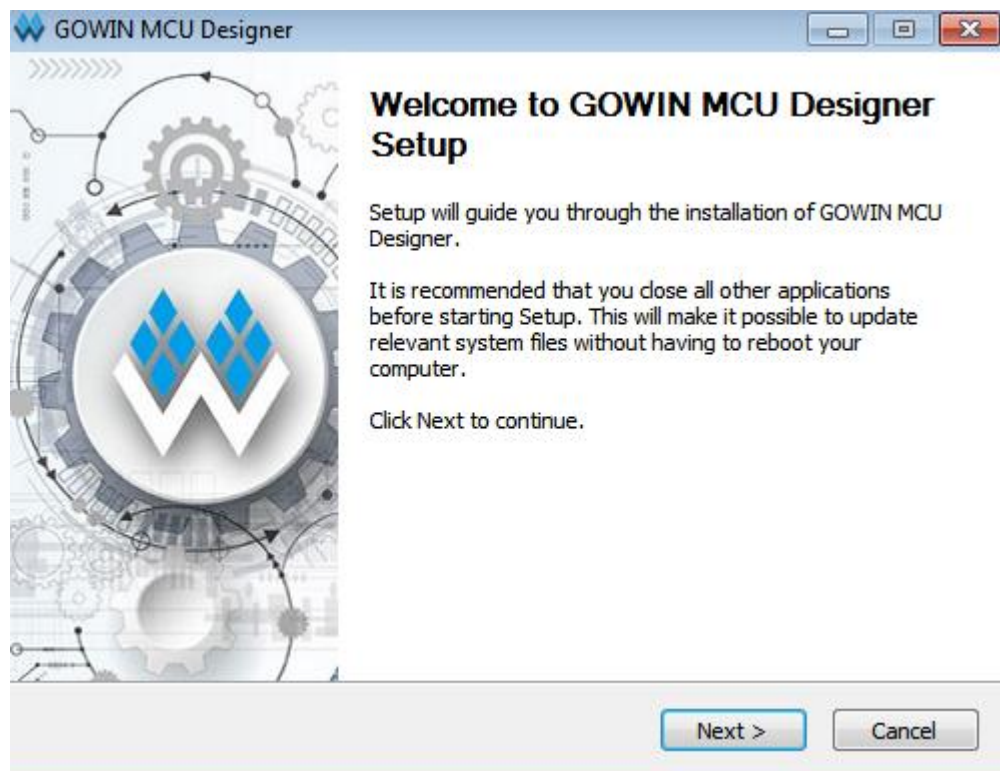 GOWIN MCU Designer
Welcome to GOWIN MCU Designer
Setup
Setup will guide you through the installation of GOWIN MCU
Designer.
It is recommended that you close all other applications
before starting Setup. This will make it possible to update
relevant system files without having to reboot your
computer.
Click Next to continue.
Next >
Cancel